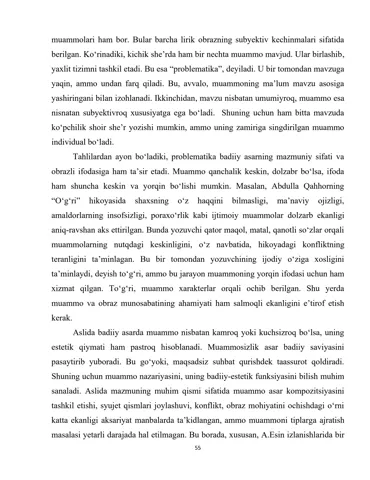 muammolari ham bor. Bular barcha lirik obrazning subyektiv kechinmalari sifatida
berilgan. Ko‘rinadiki, kichik she’rda ham bir nechta muammo mavjud. Ular birlashib,
yaxlit tizimni tashkil etadi. Bu esa “problematika”, deyiladi. U bir tomondan mavzuga
yaqin, ammo undan farq qiladi. Bu, avvalo, muammoning ma’lum mavzu asosiga
yashiringani bilan izohlanadi. Ikkinchidan, mavzu nisbatan umumiyroq, muammo esa
nisnatan subyektivroq xususiyatga ega bo‘ladi. Shuning uchun ham bitta mavzuda
ko‘pchilik shoir she’r yozishi mumkin, ammo uning zamiriga singdirilgan muammo
individual bo‘ladi.
Tahlilardan ayon bo‘ladiki, problematika badiiy asarning mazmuniy sifati va
obrazli ifodasiga ham ta’sir etadi. Muammo qanchalik keskin, dolzabr bo‘lsa, ifoda
ham shuncha keskin va yorqin bo‘lishi mumkin. Masalan, Abdulla Qahhorning
“O‘g‘ri” hikoyasida shaxsning o‘z haqqini bilmasligi, ma’naviy ojizligi,
amaldorlarning insofsizligi, poraxo‘rlik kabi ijtimoiy muammolar dolzarb ekanligi
aniq-ravshan aks ettirilgan. Bunda yozuvchi qator maqol, matal, qanotli so‘zlar orqali
muammolarning nutqdagi keskinligini, o‘z navbatida, hikoyadagi konfliktning
teranligini ta’minlagan. Bu bir tomondan yozuvchining ijodiy o‘ziga xosligini
ta’minlaydi, deyish to‘g‘ri, ammo bu jarayon muammoning yorqin ifodasi uchun ham
xizmat qilgan. To‘g‘ri, muammo xarakterlar orqali ochib berilgan. Shu yerda
muammo va obraz munosabatining ahamiyati ham salmoqli ekanligini e’tirof etish
kerak.
Aslida badiiy asarda muammo nisbatan kamroq yoki kuchsizroq bo‘lsa, uning
estetik qiymati ham pastroq hisoblanadi. Muammosizlik asar badiiy saviyasini
pasaytirib yuboradi. Bu go‘yoki, maqsadsiz suhbat qurishdek taassurot qoldiradi.
Shuning uchun muammo nazariyasini, uning badiiy-estetik funksiyasini bilish muhim
sanaladi. Aslida mazmuning muhim qismi sifatida muammo asar kompozitsiyasini
tashkil etishi, syujet qismlari joylashuvi, konflikt, obraz mohiyatini ochishdagi o‘rni
katta ekanligi aksariyat manbalarda ta’kidlangan, ammo muammoni tiplarga ajratish
masalasi yetarli darajada hal etilmagan. Bu borada, xususan, A.Esin izlanishlarida bir
55